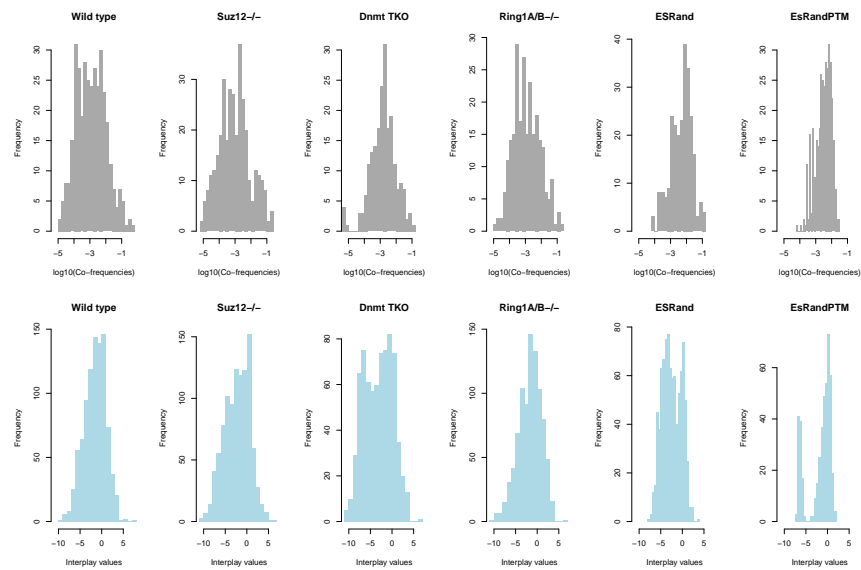 Wild type Suz12−/− Dnmt TKO Ring1A/B−/− ESRand EsRandPTM
Frequency Frequency Frequency Frequency Frequency Frequency
0 5 10 15 20 25 30
0 10 20 30
0 5 10 15 20 25 30
0 5 10 15 20 25 30
0 10 20 30 40
0 5 10 15 20 25 30
−5 −3 −1 −5 −3 −1 −5 −3 −1 −5 −3 −1 −5 −3 −1 −5 −3 −1
log10(Co−frequencies) log10(Co−frequencies) log10(Co−frequencies) log10(Co−frequencies) log10(Co−frequencies) log10(Co−frequencies)
Wild type Suz12−/− Dnmt TKO Ring1A/B−/− ESRand EsRandPTM
Frequency Frequency Frequency Frequency Frequency Frequency
0 50 100 150
0 50 100 150
0 20 40 60 80
0 50 100 150
0 20 40 60 80
0 20 40 60
−10 −5 0 5 −10 −5 0 5 −10 −5 0 5 −10 −5 0 5 −10 −5 0 5 −10 −5 0 5
Interplay values Interplay values Interplay values Interplay values Interplay values Interplay values